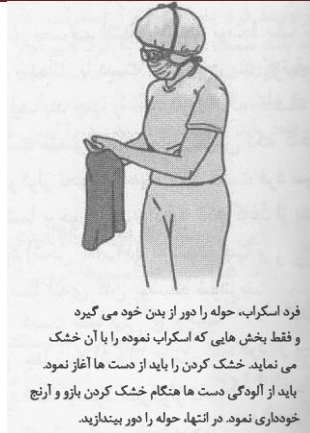 فرد اسکراب، حوله را دور از بدن خود می گیرد
و فقط بخش هایی که اسکراب نموده را با آن خشک
می نماید. خشک کردن را باید از دست ها آغاز نمود.
باید از آلودگی دست ها هنگام خشک کردن بازو و آرنج
خودداری نمود. در انتها، حوله را دور بیندازید.